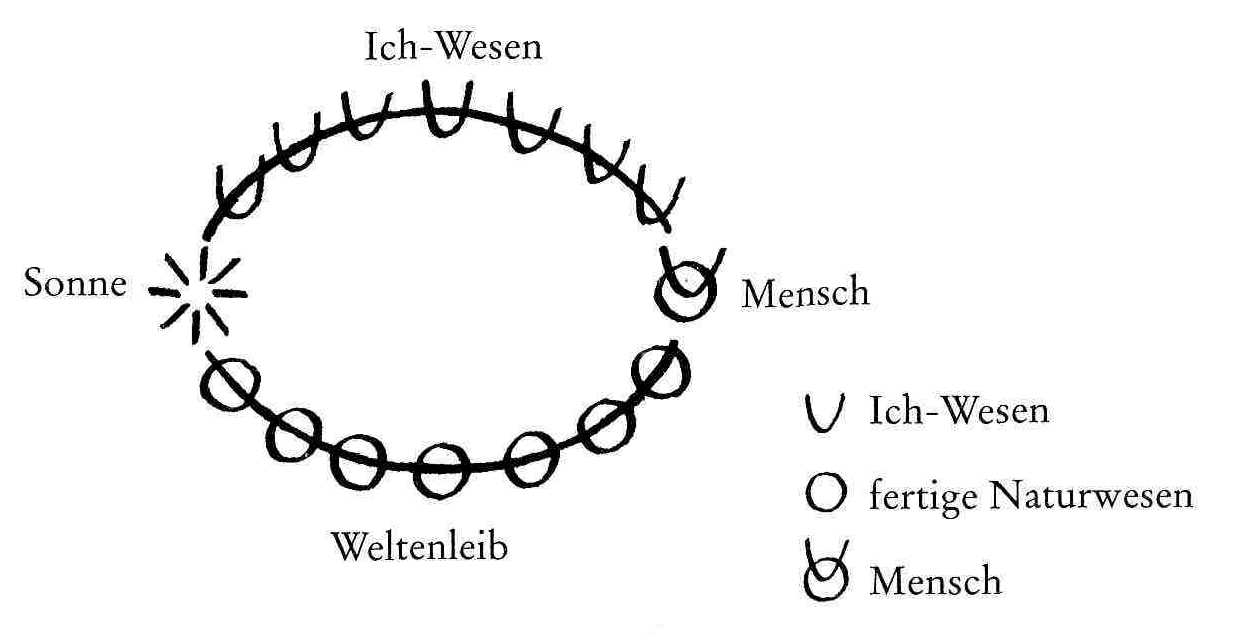 Ich-Wesen
Sonne
Mensch
Weltenleib
Ich-Wesen
fertige Naturwesen
Mensch